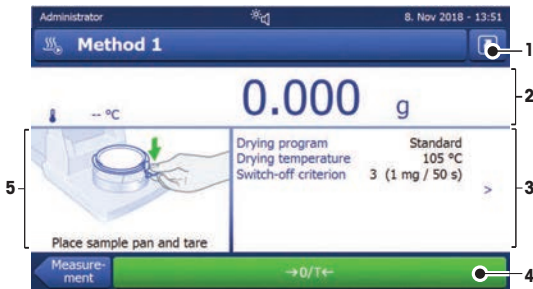 Administrator 8. Nov 2018 - 13:51
Method 1
1
0.000 g
-- °C
2
Drying program Standard
Drying temperature 105 °C
Switch-off criterion 3 (1 mg / 50 s)
>
3
5
Place sample pan and tare
Measure-
ment
→0/T←
4